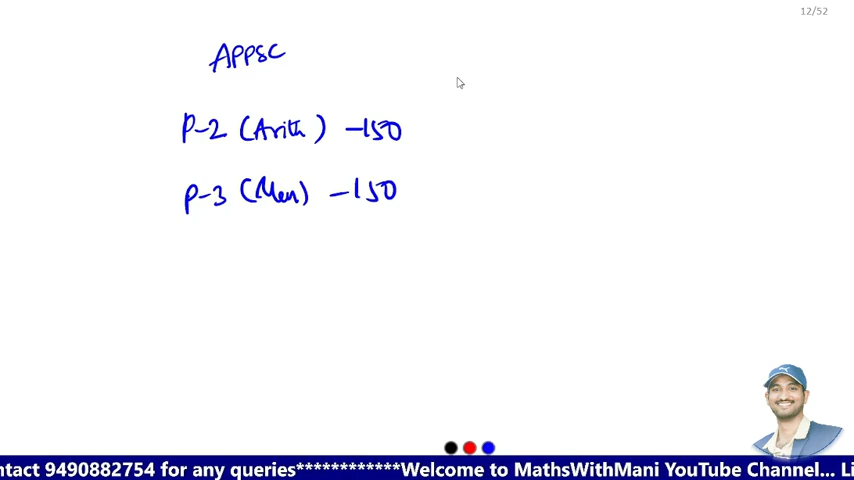 12/52
APPSC
P-2 (Arith) -150
P-3 (Men) -150
ntact 9490882754 for any queries************Welcome to MathsWithMani YouTube Channel... Li